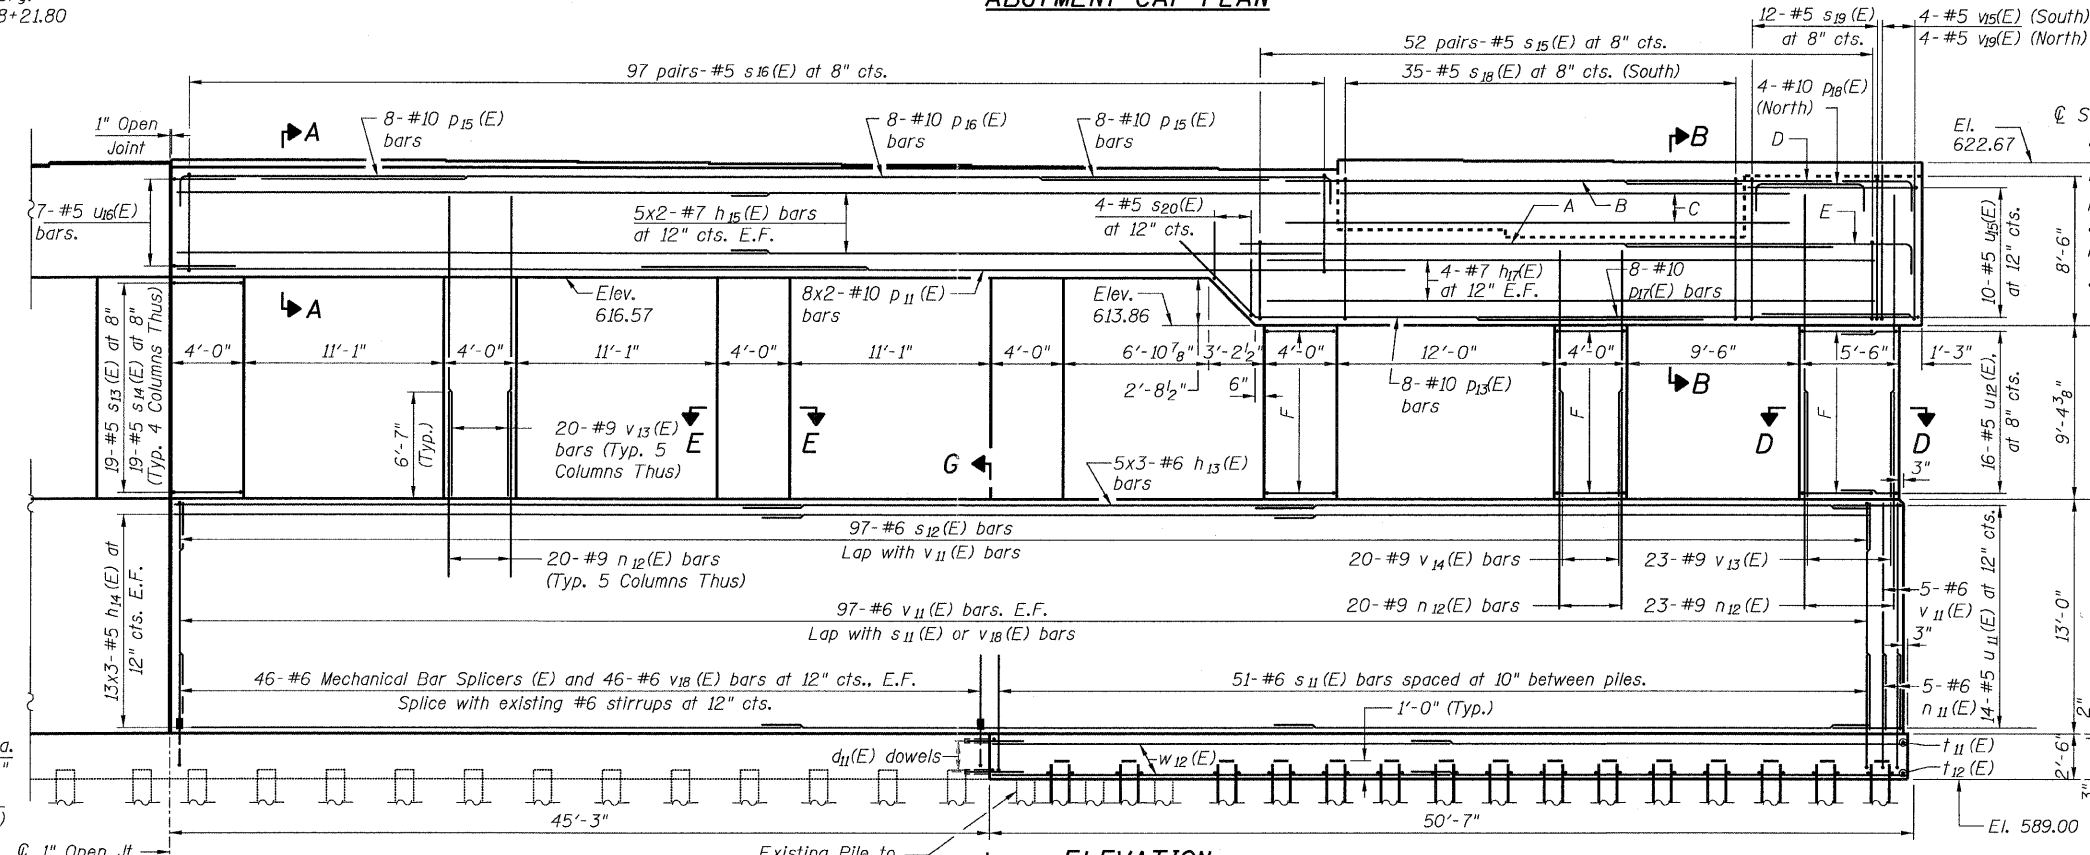 8+21.80
ABUTMENT CAP PLAN
12-#5 s19(E)
at 8" cts.
4-#5 v15(E) (South)
4-#5 v19(E) (North)
52 pairs-#5 s15(E) at 8" cts.
97 pairs-#5 s16(E) at 8" cts.
35-#5 s18(E) at 8" cts. (South)
4-#10 p18(E)
(North)
1" Open
Joint
A
8-#10 p15(E)
bars
8-#10 p16(E)
bars
8-#10 p15(E)
bars
B
D
El.
622.67
℄ S
7-#5 u16(E)
bars.
5x2-#7 h15(E) bars
at 12" cts. E.F.
4-#5 s20(E)
at 12" cts.
A
B
C
E
10-#5 u15(E)
at 12" cts.
8'-6"
4-#7 h17(E)
at 12" E.F.
8-#10
p17(E) bars
A
Elev.
616.57
8x2-#10 p11(E)
bars
Elev.
613.86
19-#5 s13(E) at 8"
19-#5 s14(E) at 8"
(Typ. 4 Columns Thus)
4'-0"
11'-1"
4'-0"
11'-1"
4'-0"
11'-1"
4'-0"
6'-10 7/8"
3'-2 1/2"
4'-0"
12'-0"
4'-0"
9'-6"
5'-6"
1'-3"
2'-8 1/2"
6"
8-#10 p13(E)
bars
B
F
F
F
16-#5 u12(E),
at 8" cts.
9'-4 3/8"
6'-7"
(Typ.)
20-#9 v13(E)
bars (Typ. 5
Columns Thus)
E
E
G
D
D
5x3-#6 h13(E)
bars
3"
97-#6 s12(E) bars
Lap with v11(E) bars
20-#9 n12(E) bars
(Typ. 5 Columns Thus)
20-#9 v14(E) bars
23-#9 v13(E)
13x3-#5 h14(E) at
12" cts. E.F.
97-#6 v11(E) bars. E.F.
Lap with s11(E) or v18(E) bars
20-#9 n12(E) bars
23-#9 n12(E)
5-#6
v11(E)
3"
14-#5 u11(E) at 12" cts.
13'-0"
46-#6 Mechanical Bar Splicers (E) and 46-#6 v18(E) bars at 12" cts., E.F.
Splice with existing #6 stirrups at 12" cts.
51-#6 s11(E) bars spaced at 10" between piles.
5-#6
n11(E)
1'-0" (Typ.)
2"
d11(E) dowels
w12(E)
t11(E)
t12(E)
2'-6"
3"
45'-3"
50'-7"
El. 589.00
℄ 1" Open Jt.
Existing Pile to
ELEVATION